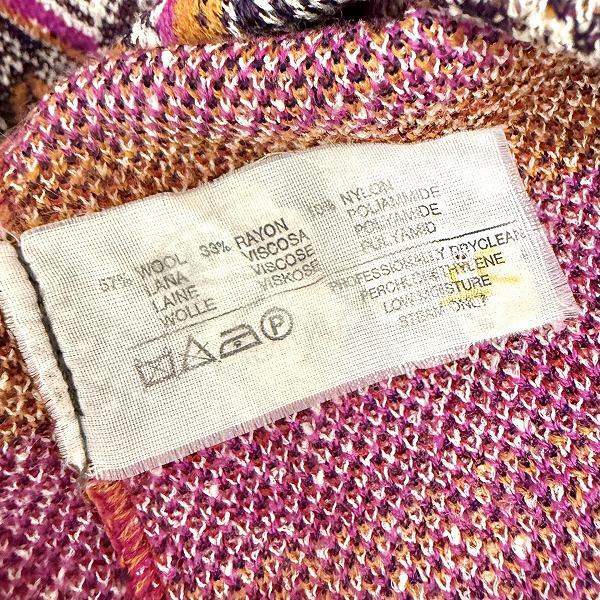 57% WOOL
LANA
LAINE
WOLLE
33% RAYON
VISCOSA
VISCOSE
VISKOSE
10% NYLON
POLIAMMIDE
POLYAMIDE
POLYAMID
PROFESSIONALLY DRYCLEAN
PERCHLORETHYLENE
LOW MOISTURE
STEAM ONLY
P